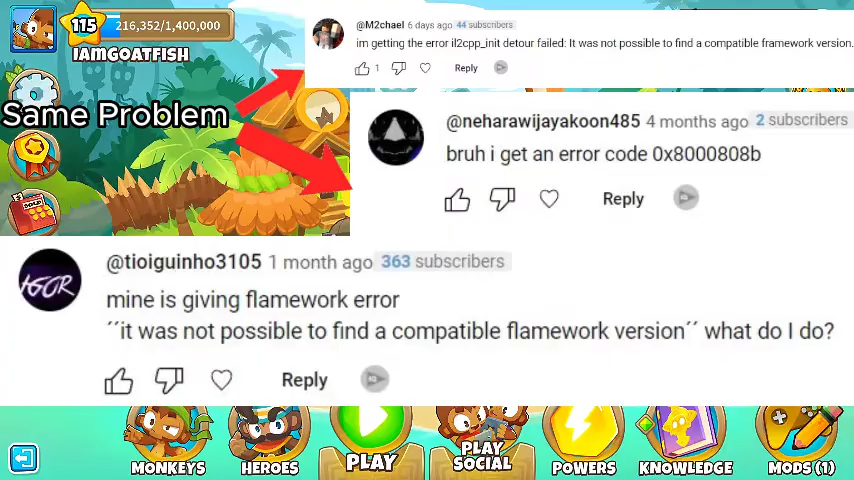 115
216,352/1,400,000
IAMGOATFISH
Same Problem
SOLD
@M2chael 6 days ago 44 subscribers
im getting the error il2cpp_init detour failed: It was not possible to find a compatible framework version.
1
Reply
@neharawijayakoon485 4 months ago 2 subscribers
bruh i get an error code 0x8000808b
Reply
IGOR
@tioiguinho3105 1 month ago 363 subscribers
mine is giving flamework error
´´it was not possible to find a compatible flamework version´´ what do I do?
Reply
MONKEYS
HEROES
PLAY
PLAY
SOCIAL
POWERS
KNOWLEDGE
MODS (1)